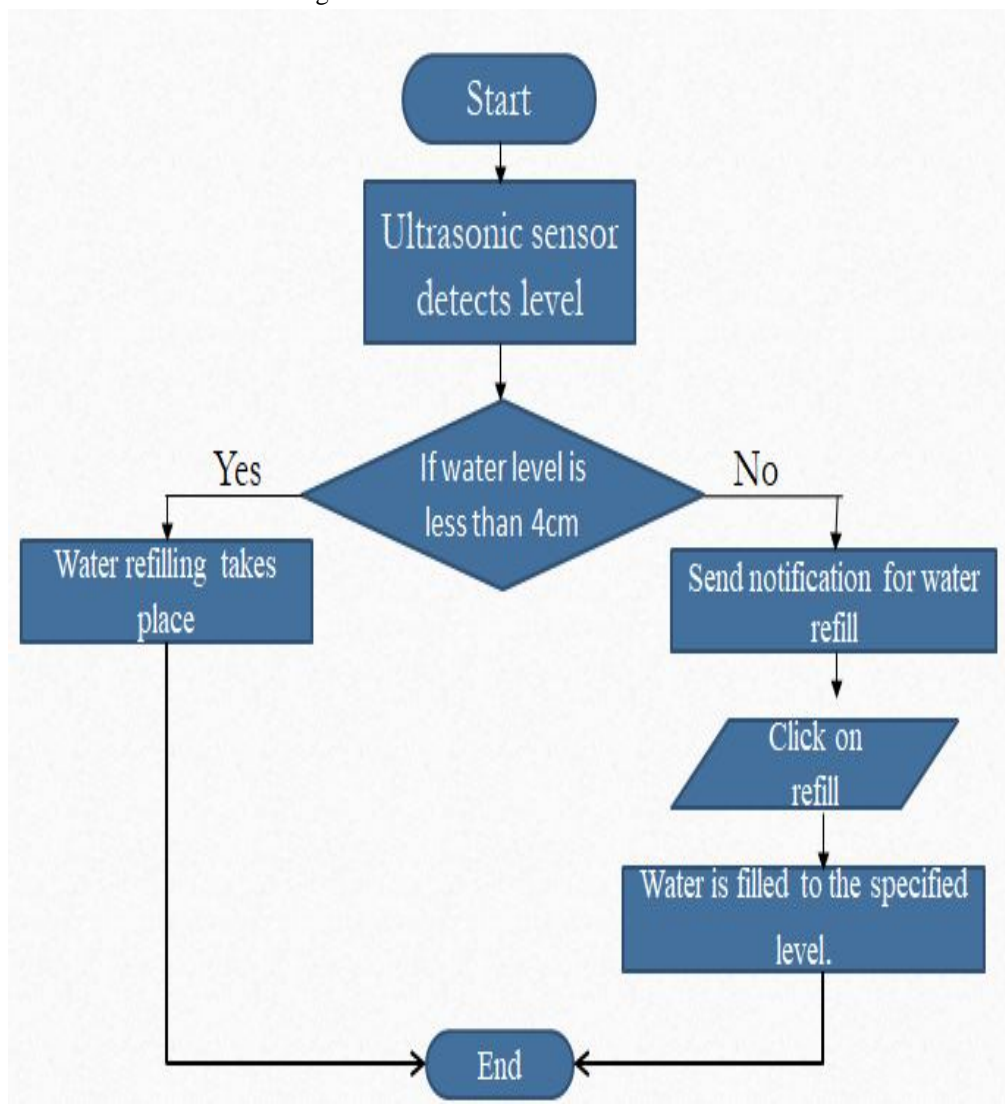 Start
Ultrasonic sensor
detects level
If water level is
less than 4cm
Yes
No
Water refilling takes
place
Send notification for water
refill
Click on
refill
Water is filled to the specified
level.
End